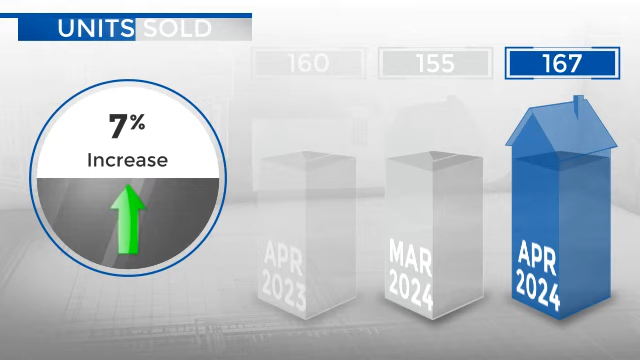 UNITS SOLD
160
155
167
7%
Increase
APR
2023
MAR
2024
APR
2024